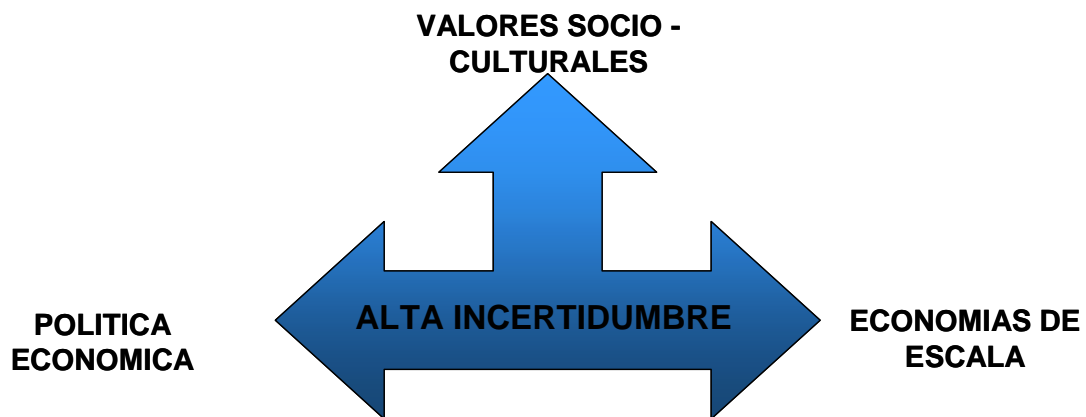 VALORES SOCIO -
CULTURALES
ALTA INCERTIDUMBRE
POLITICA
ECONOMICA
ECONOMIAS DE
ESCALA